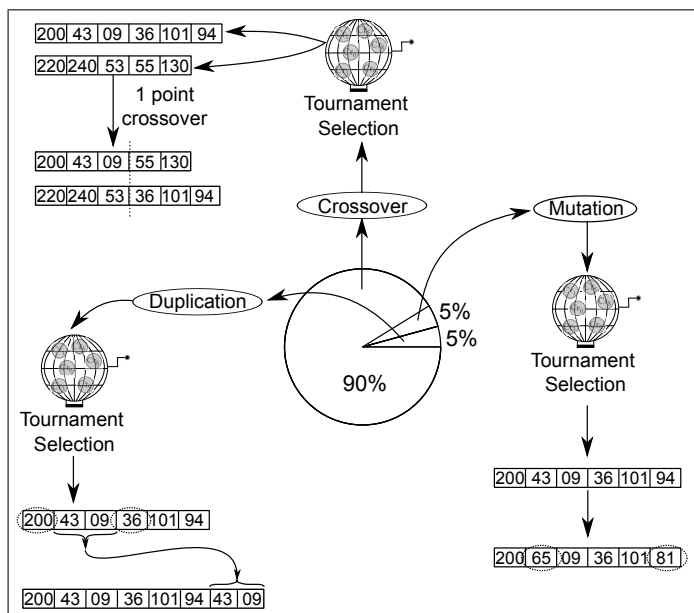 200 43 09 36 101 94
220 240 53 55 130
1 point
crossover
200 43 09 55 130
220 240 53 36 101 94
Tournament
Selection
Crossover
Mutation
Duplication
5%
5%
90%
Tournament
Selection
Tournament
Selection
200 43 09 36 101 94
200 65 09 36 101 81
200 43 09 36 101 94
200 43 09 36 101 94 43 09